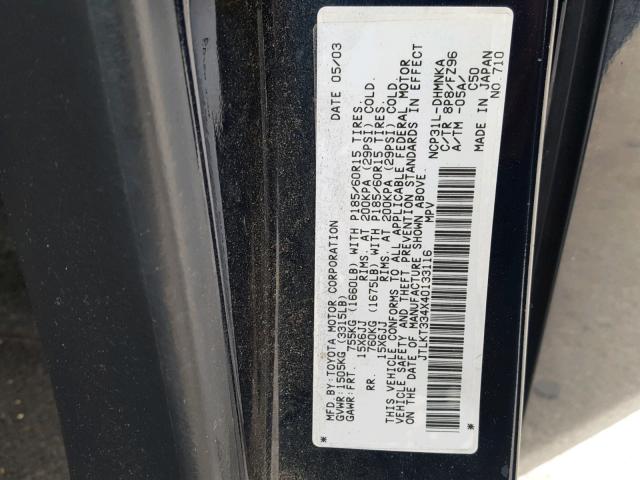 MFD. BY: TOYOTA MOTOR CORPORATION DATE 05/03
GVWR: 1505KG (3315LB)
GAWR: FRT. 755KG (1660LB) WITH P185/60R15 TIRES.
15X6JJ RIMS. AT 200KPA (29PSI) COLD.
RR. 760KG (1675LB) WITH P185/60R15 TIRES.
15X6JJ RIMS. AT 200KPA (29PSI) COLD.
THIS VEHICLE CONFORMS TO ALL APPLICABLE FEDERAL MOTOR
VEHICLE SAFETY AND THEFT PREVENTION STANDARDS IN EFFECT
ON THE DATE OF MANUFACTURE SHOWN ABOVE.
JTLKT334X40133116 MPV
* *
NCP31L-DHMNKA
C/TR 8P8/FZ96
A/TM -05A/ C50
MADE IN JAPAN
NO.710